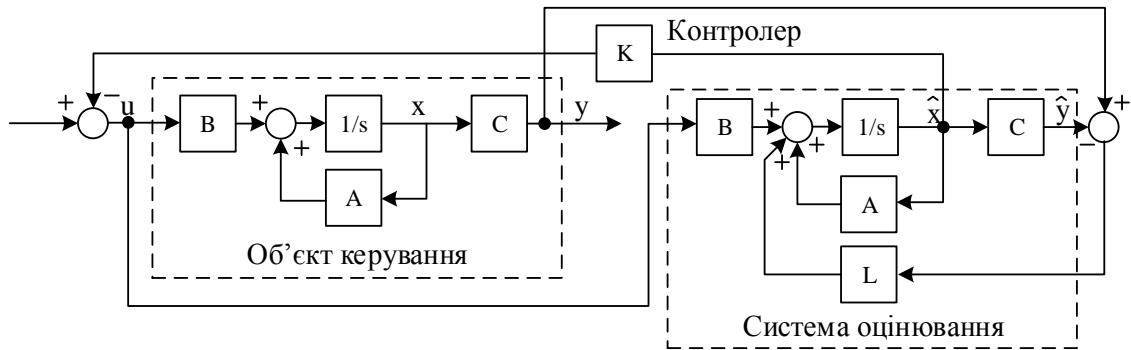 Контролер
K
+
−
u
B
+
+
1/s
x
C
y
A
Об’єкт керування
B
+
+
+
1/s
x̂
C
ŷ
+
−
A
L
Система оцінювання